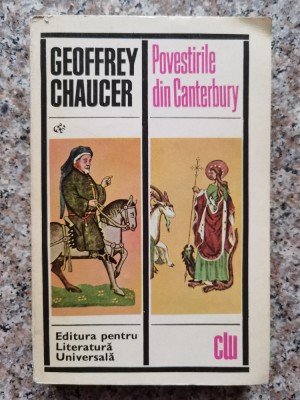 GEOFFREY
CHAUCER
Povestirile
din Canterbury
Editura pentru
Literatură
Universală
clu